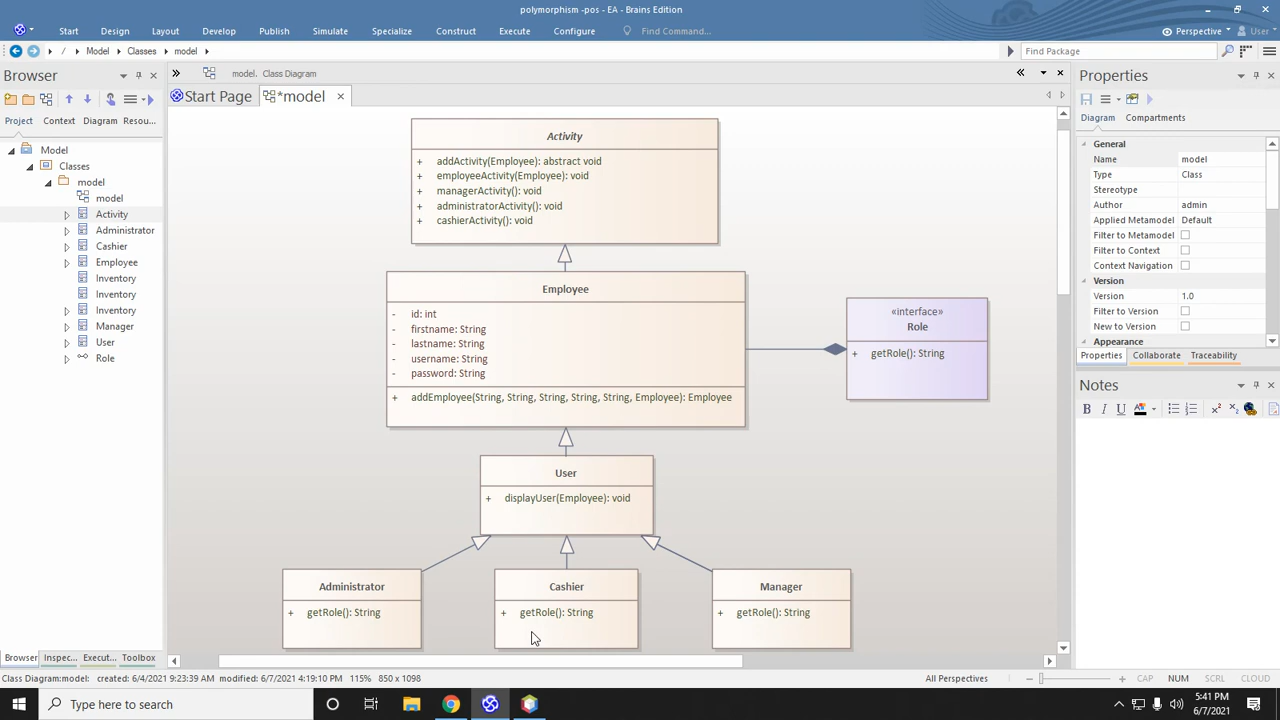 polymorphism -pos - EA - Brains Edition
Start
Design
Layout
Develop
Publish
Simulate
Specialize
Construct
Execute
Configure
Find Command...
Perspective
User
/ Model Classes model
Find Package
Browser
Project Context Diagram Resou...
Model
Classes
model
model
Activity
Administrator
Cashier
Employee
Inventory
Inventory
Inventory
Manager
User
Role
Browser Inspec... Execut... Toolbox
model. Class Diagram
Start Page
*model
Activity
+ addActivity(Employee): abstract void
+ employeeActivity(Employee): void
+ managerActivity(): void
+ administratorActivity(): void
+ cashierActivity(): void
Employee
- id: int
- firstname: String
- lastname: String
- username: String
- password: String
+ addEmployee(String, String, String, String, String, Employee): Employee
«interface»
Role
+ getRole(): String
User
+ displayUser(Employee): void
Administrator
+ getRole(): String
Cashier
+ getRole(): String
Manager
+ getRole(): String
Properties
Diagram Compartments
General
Name model
Type Class
Stereotype
Author admin
Applied Metamodel Default
Filter to Metamodel
Filter to Context
Context Navigation
Version
Version 1.0
Filter to Version
New to Version
Appearance
Properties Collaborate Traceability
Notes
B I U A
Class Diagram:model: created: 6/4/2021 9:23:39 AM modified: 6/7/2021 4:19:10 PM 115% 850 x 1098
All Perspectives
CAP NUM SCRL CLOUD
Type here to search
5:41 PM
6/7/2021